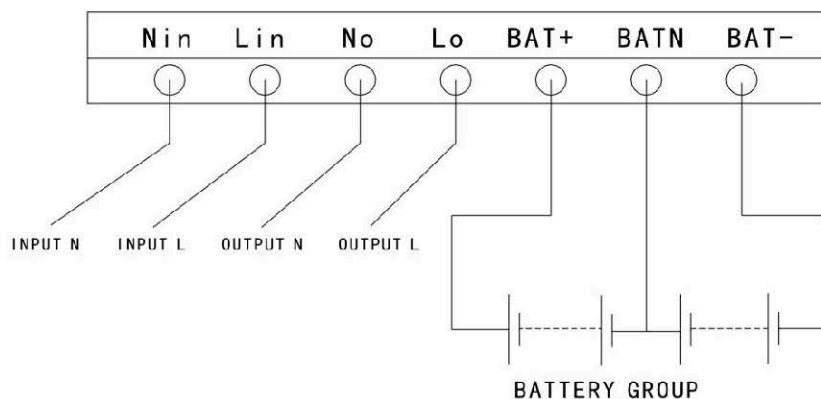 Nin Lin No Lo BAT+ BATN BAT-
INPUT N INPUT L OUTPUT N OUTPUT L
BATTERY GROUP